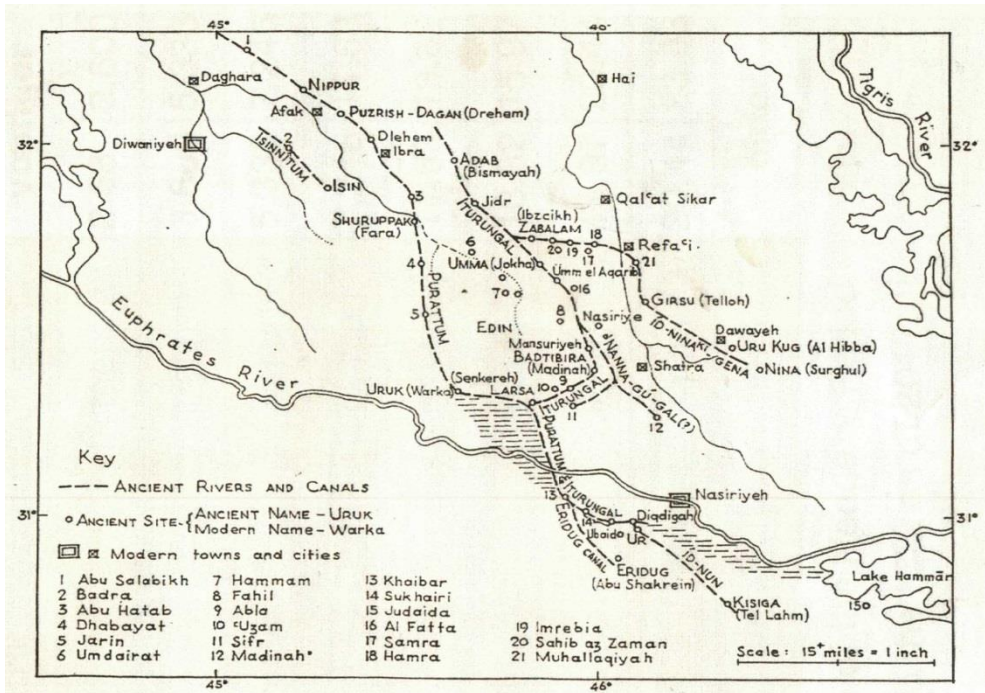 45°
46
1
Daghara
NIPPUR
Hai
Tigris
River
Afak
PUZRISH-DAGAN (Drehem)
32°
Diwaniyeh
2
ISINNITUM
Dlehem
Ibra
32°
ADAB
(Bismayah)
ISIN
3
Jidr
Qalʿat Sikar
ITURUNGAL
(Ibzcikh)
ZABALAM
SHURUPPAK
(Fara)
18
Refaʿi
6
20 19 17
UMMA (Jokha)
21
4
Umm el Aqarib
7
16
GIRSU (Telloh)
PURATTUM
8
Nasiriye
5
EDIN
ID-NINAKI GENA
Dawayeh
URU KUG (Al Hibba)
Mansuriyeh
BADTIBIRA
(Madinah)
NANNA-GU-GAL(?)
Shatra
NINA (Surghul)
Euphrates River
(Senkereh)
URUK (Warka)
LARSA
10 9
ITURUNGAL
11
12
PURATTUM
Key
ANCIENT RIVERS AND CANALS
Nasiriyeh
13
ITURUNGAL
ANCIENT SITE - { ANCIENT NAME - URUK
Modern Name - Warka
31°
14
Diqdigah
31°
Ubaid
UR
ERIDUG CANAL
Modern towns and cities
ERIDUG
(Abu Shakrein)
ID-NUN
Lake Hammār
KISIGA
(Tel Lahm)
15
1 Abu Salabikh
2 Badra
3 Abu Hatab
4 Dhabayat
5 Jarin
6 Umdairat
7 Hammam
8 Fahil
9 Abla
10 ʿUzam
11 Sifr
12 Madinah*
13 Khaibar
14 Sukhairi
15 Judaida
16 Al Fatta
17 Samra
18 Hamra
19 Imrebia
20 Sahib az Zaman
21 Muhallaqiyah
Scale: 15+ miles = 1 inch
45°
46